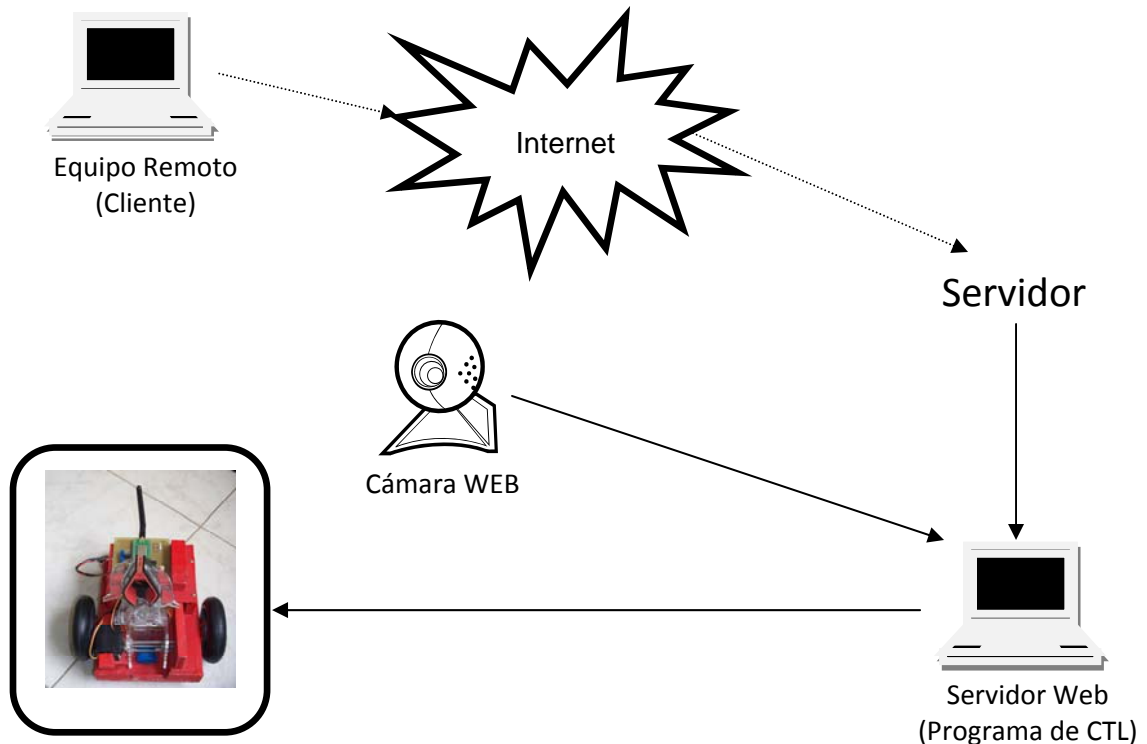 Equipo Remoto
(Cliente)
Internet
Servidor
Cámara WEB
Servidor Web
(Programa de CTL)